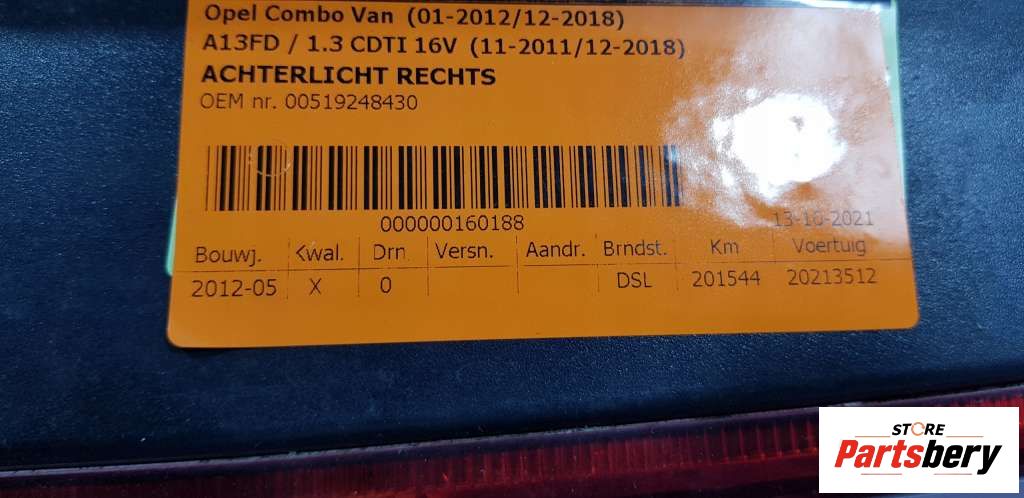 Opel Combo Van (01-2012/12-2018)
A13FD / 1.3 CDTI 16V (11-2011/12-2018)
ACHTERLICHT RECHTS
OEM nr. 00519248430
000000160188
13-10-2021
Bouwj. Kwal. Drn Versn. Aandr. Brndst. Km Voertuig
2012-05 X 0 DSL 201544 20213512
STORE
Partsbery